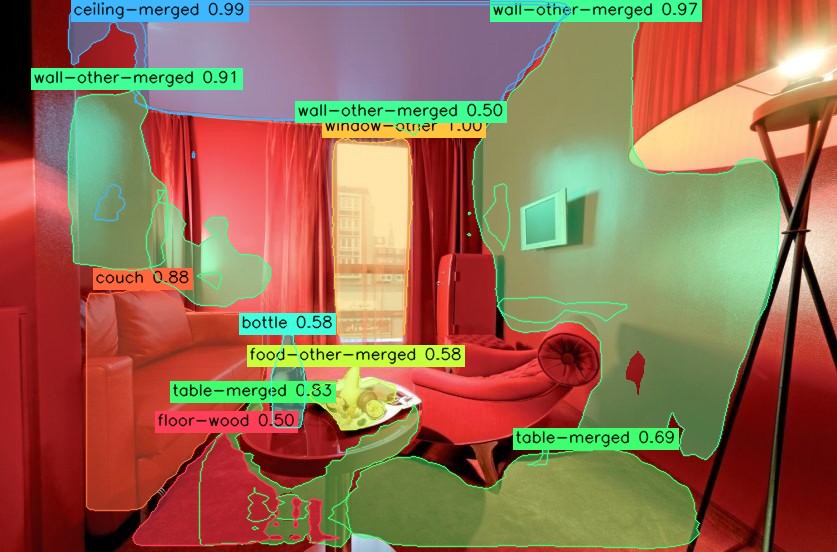 ceiling-merged 0.99
wall-other-merged 0.97
wall-other-merged 0.91
wall-other-merged 0.50
window-other 1.00
couch 0.88
bottle 0.58
food-other-merged 0.58
table-merged 0.83
floor-wood 0.50
table-merged 0.69